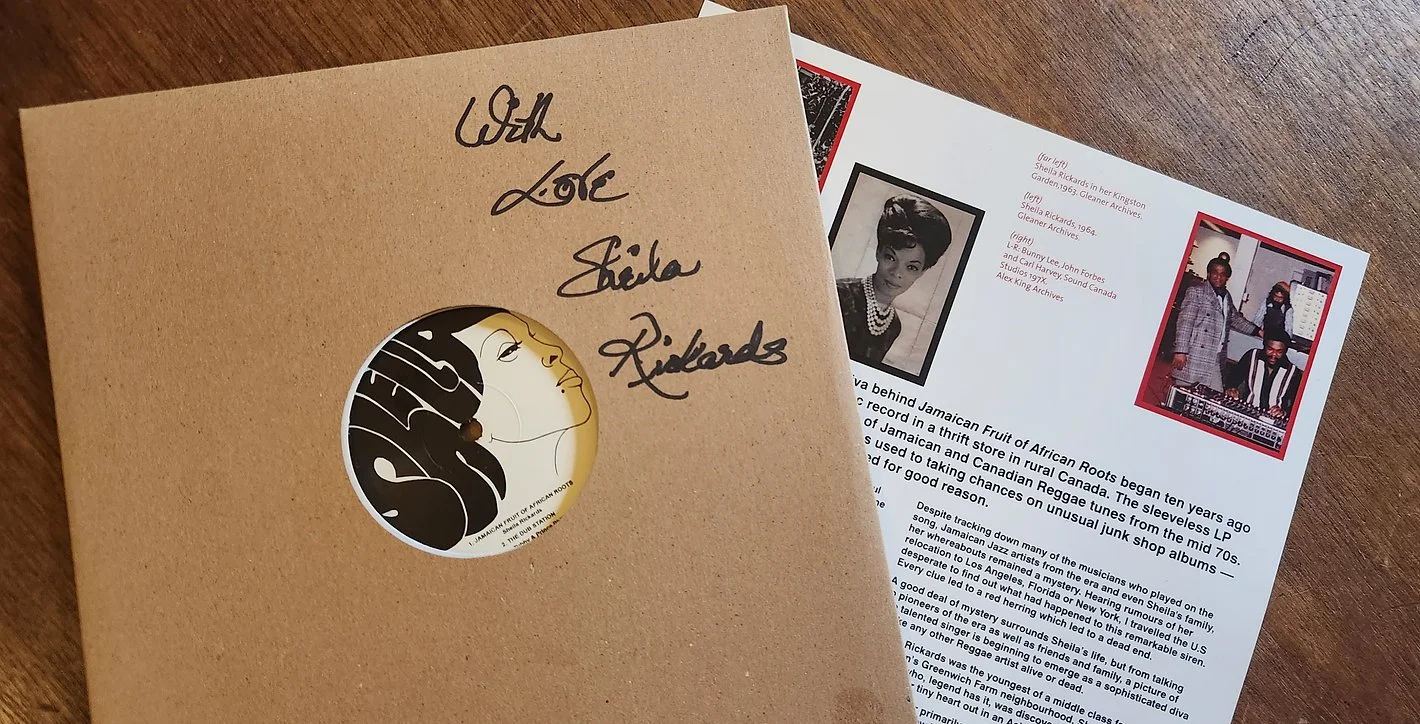 With
LOVE
Sheila
Rickards
SHEILA
1. JAMAICAN FRUIT OF AFRICAN ROOTS
Sheila Rickards
2. THE DUB STATION
(far left)
Sheila Rickards in her Kingston
Garden,1963. Gleaner Archives.
(left)
Sheila Rickards, 1964.
Gleaner Archives.
(right)
L-R: Bunny Lee, John Forbes
and Carl Harvey, Sound Canada
Studios 197X.
Alex King Archives
iva behind Jamaican Fruit of African Roots began ten years ago
c record in a thrift store in rural Canada. The sleeveless LP
of Jamaican and Canadian Reggae tunes from the mid 70s.
s used to taking chances on unusual junk shop albums —
ed for good reason.
Despite tracking down many of the musicians who played on the
song, Jamaican Jazz artists from the era and even Sheila's family,
her whereabouts remained a mystery. Hearing rumours of her
relocation to Los Angeles, Florida or New York, I travelled the U.S
desperate to find out what had happened to this remarkable siren.
Every clue led to a red herring which led to a dead end.
A good deal of mystery surrounds Sheila's life, but from talking
pioneers of the era as well as friends and family, a picture of
talented singer is beginning to emerge as a sophisticated diva
ke any other Reggae artist alive or dead.
Rickards was the youngest of a middle class
n's Greenwich Farm neighbourhood,
who, legend has it, was discov
tiny heart out in an
primarily